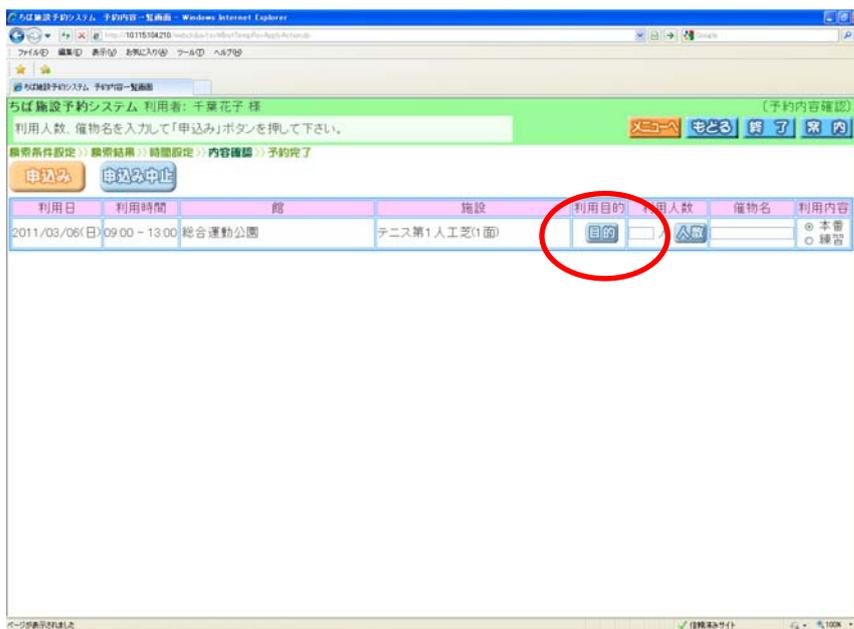 ちば施設予約システム 予約内容一覧画面 - Windows Internet Explorer
ファイル(F) 編集(E) 表示(V) お気に入り(A) ツール(T) ヘルプ(H)
ちば施設予約システム 予約内容一覧画面
ちば施設予約システム 利用者: 千葉花子 様 〔予約内容確認〕
利用人数、催物名を入力して「申込み」ボタンを押して下さい。 メニューへ もどる 終了 案内
検索条件設定 〉〉 検索結果 〉〉 時間設定 〉〉 内容確認 〉〉 予約完了
申込み 申込み中止
利用日 利用時間 館 施設 利用目的 利用人数 催物名 利用内容
2011/03/06(日) 09:00 - 13:00 総合運動公園 テニス第1人工芝(1面) 目的 人 人数 本番
練習
ページが表示されました 信頼済みサイト 100%